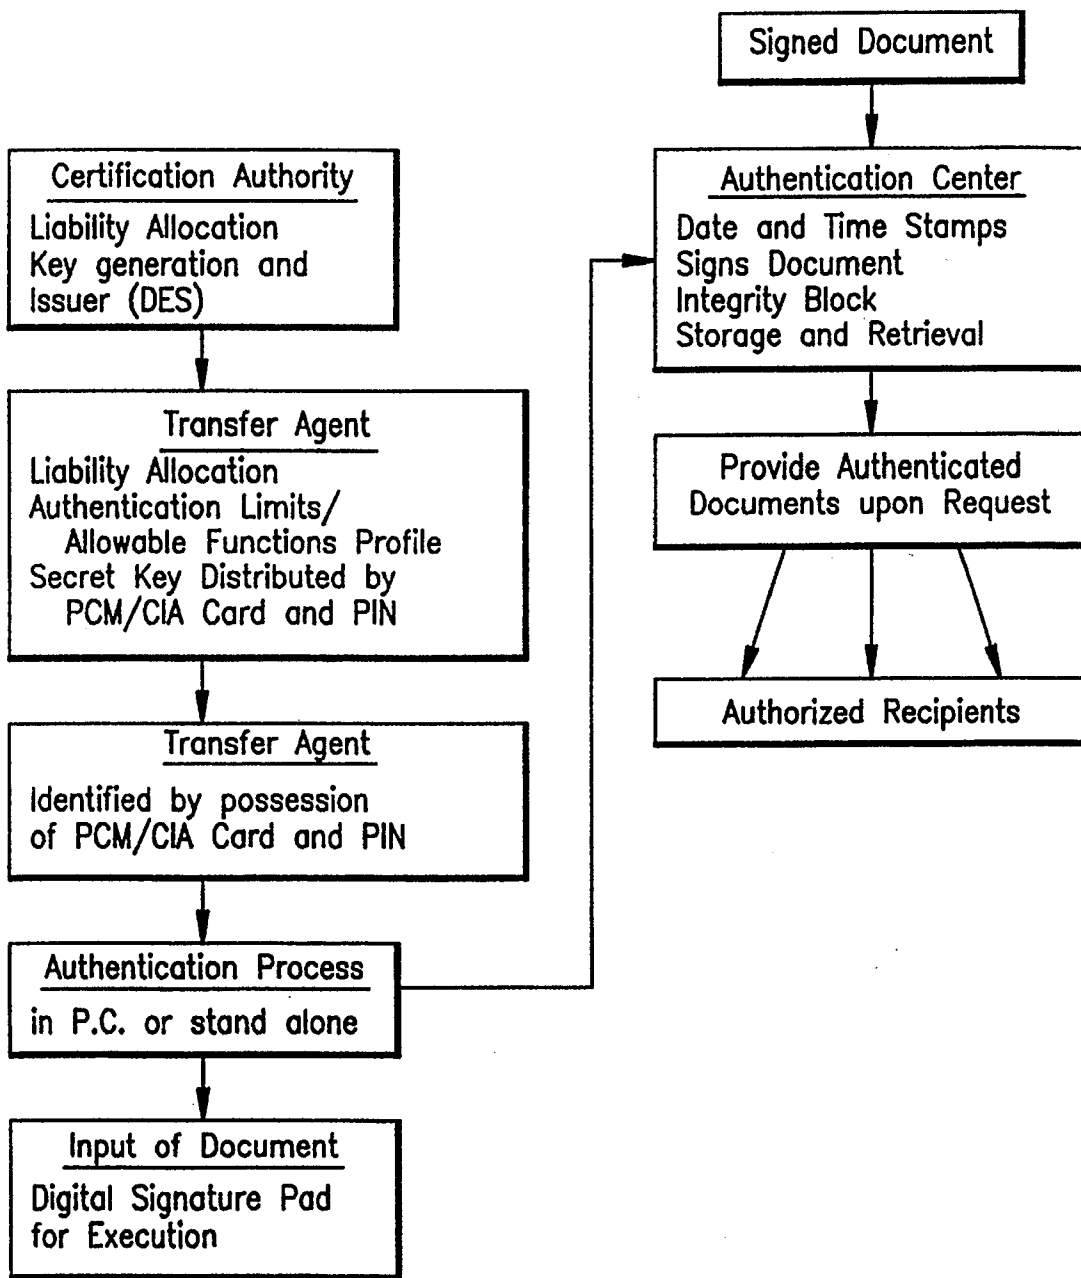 Certification Authority
Liability Allocation
Key generation and
Issuer (DES)
Transfer Agent
Liability Allocation
Authentication Limits/
Allowable Functions Profile
Secret Key Distributed by
PCM/CIA Card and PIN
Transfer Agent
Identified by possession
of PCM/CIA Card and PIN
Authentication Process
in P.C. or stand alone
Input of Document
Digital Signature Pad
for Execution
Signed Document
Authentication Center
Date and Time Stamps
Signs Document
Integrity Block
Storage and Retrieval
Provide Authenticated
Documents upon Request
Authorized Recipients